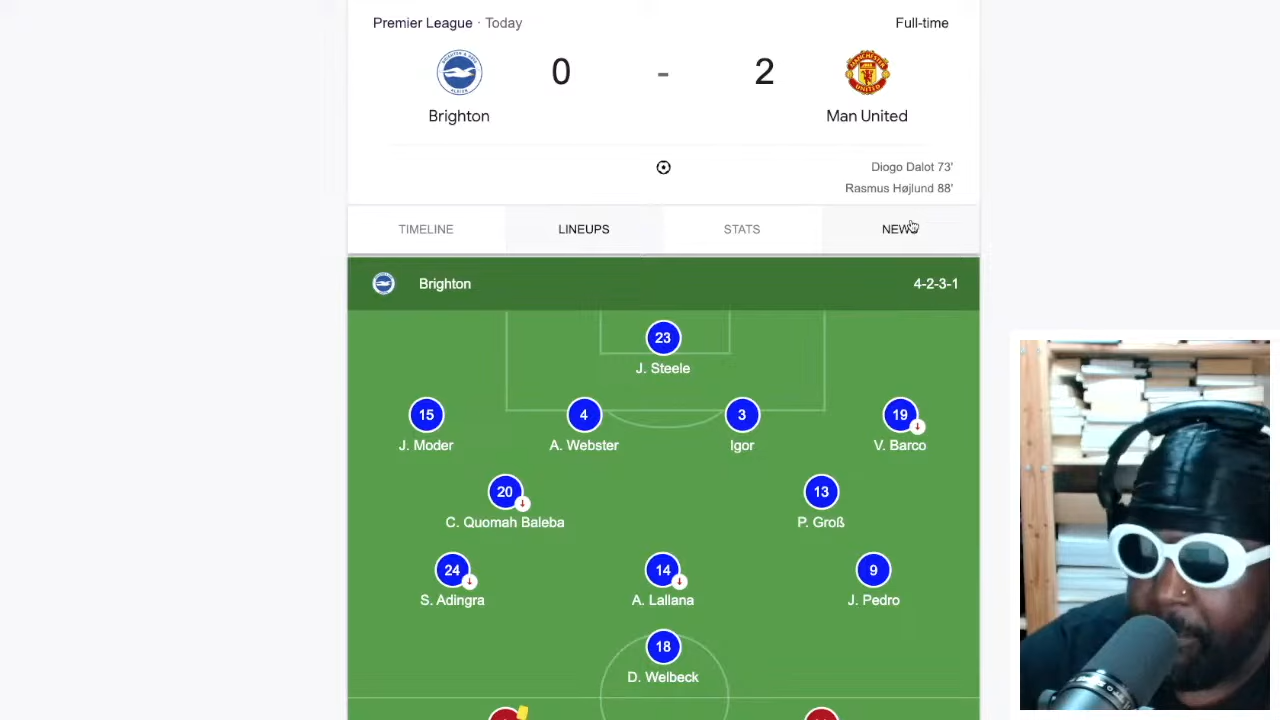 Premier League · Today
Full-time
0 - 2
Brighton
Man United
Diogo Dalot 73'
Rasmus Højlund 88'
TIMELINE
LINEUPS
STATS
NEWS
Brighton
4-2-3-1
23
J. Steele
15
4
3
19
J. Moder
A. Webster
Igor
V. Barco
20
13
C. Quomah Baleba
P. Groß
24
14
9
S. Adingra
A. Lallana
J. Pedro
18
D. Welbeck